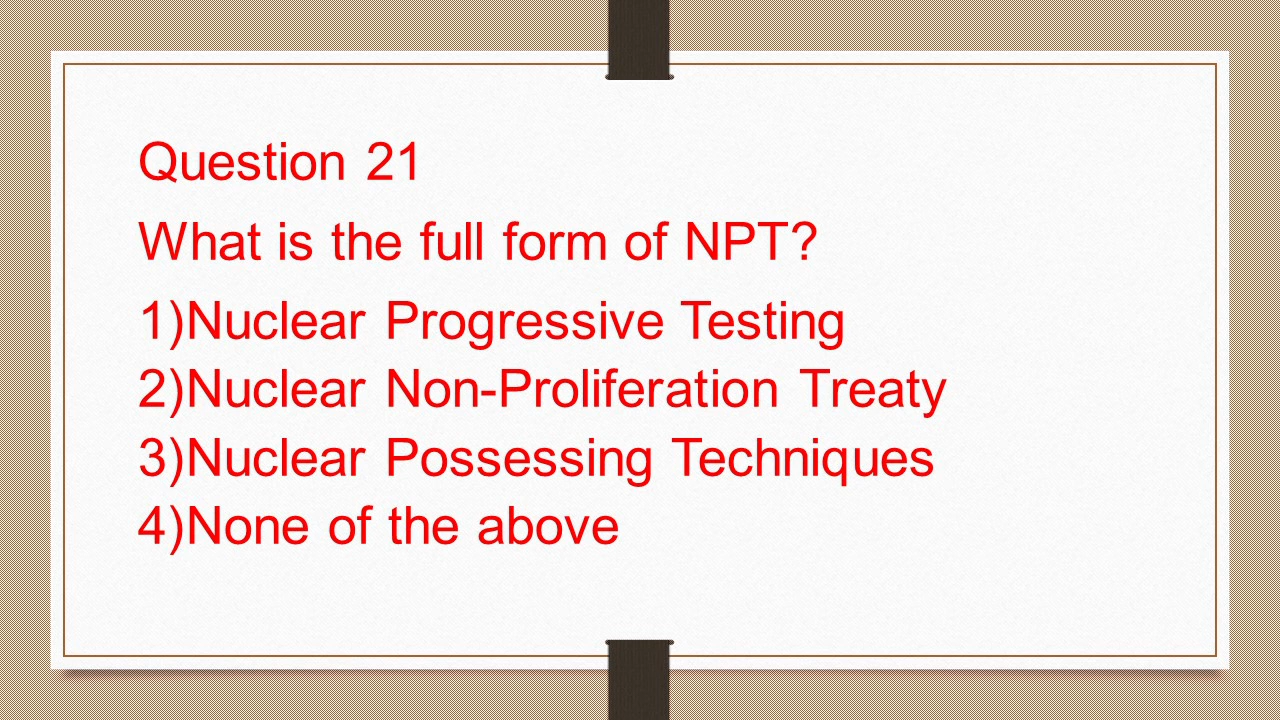 Question 21
What is the full form of NPT?
1)Nuclear Progressive Testing
2)Nuclear Non-Proliferation Treaty
3)Nuclear Possessing Techniques
4)None of the above